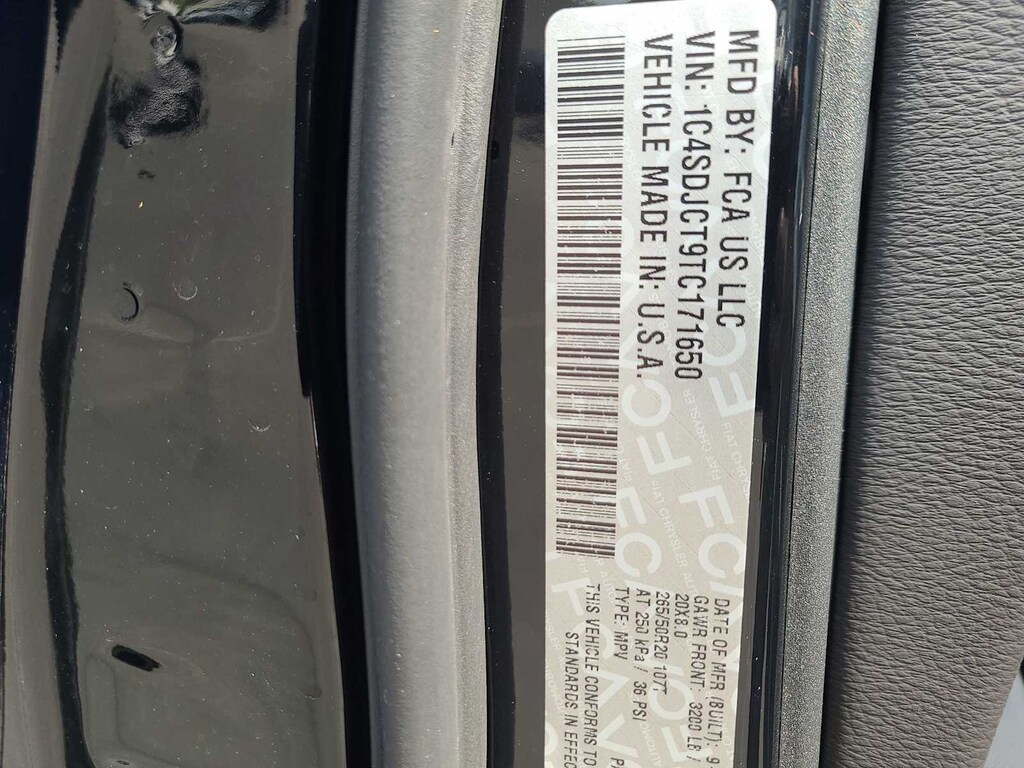 MFD BY: FCA US LLC
VIN: 1C4SDJCT9TC171650
VEHICLE MADE IN: U.S.A.
DATE OF MFR (BUILT): 9-
GAWR FRONT: 3200 LB /
20X8.0
265/50R20 107T
AT 250 KPa / 36 PSI
TYPE: MPV
THIS VEHICLE CONFORMS TO
STANDARDS IN EFFEC